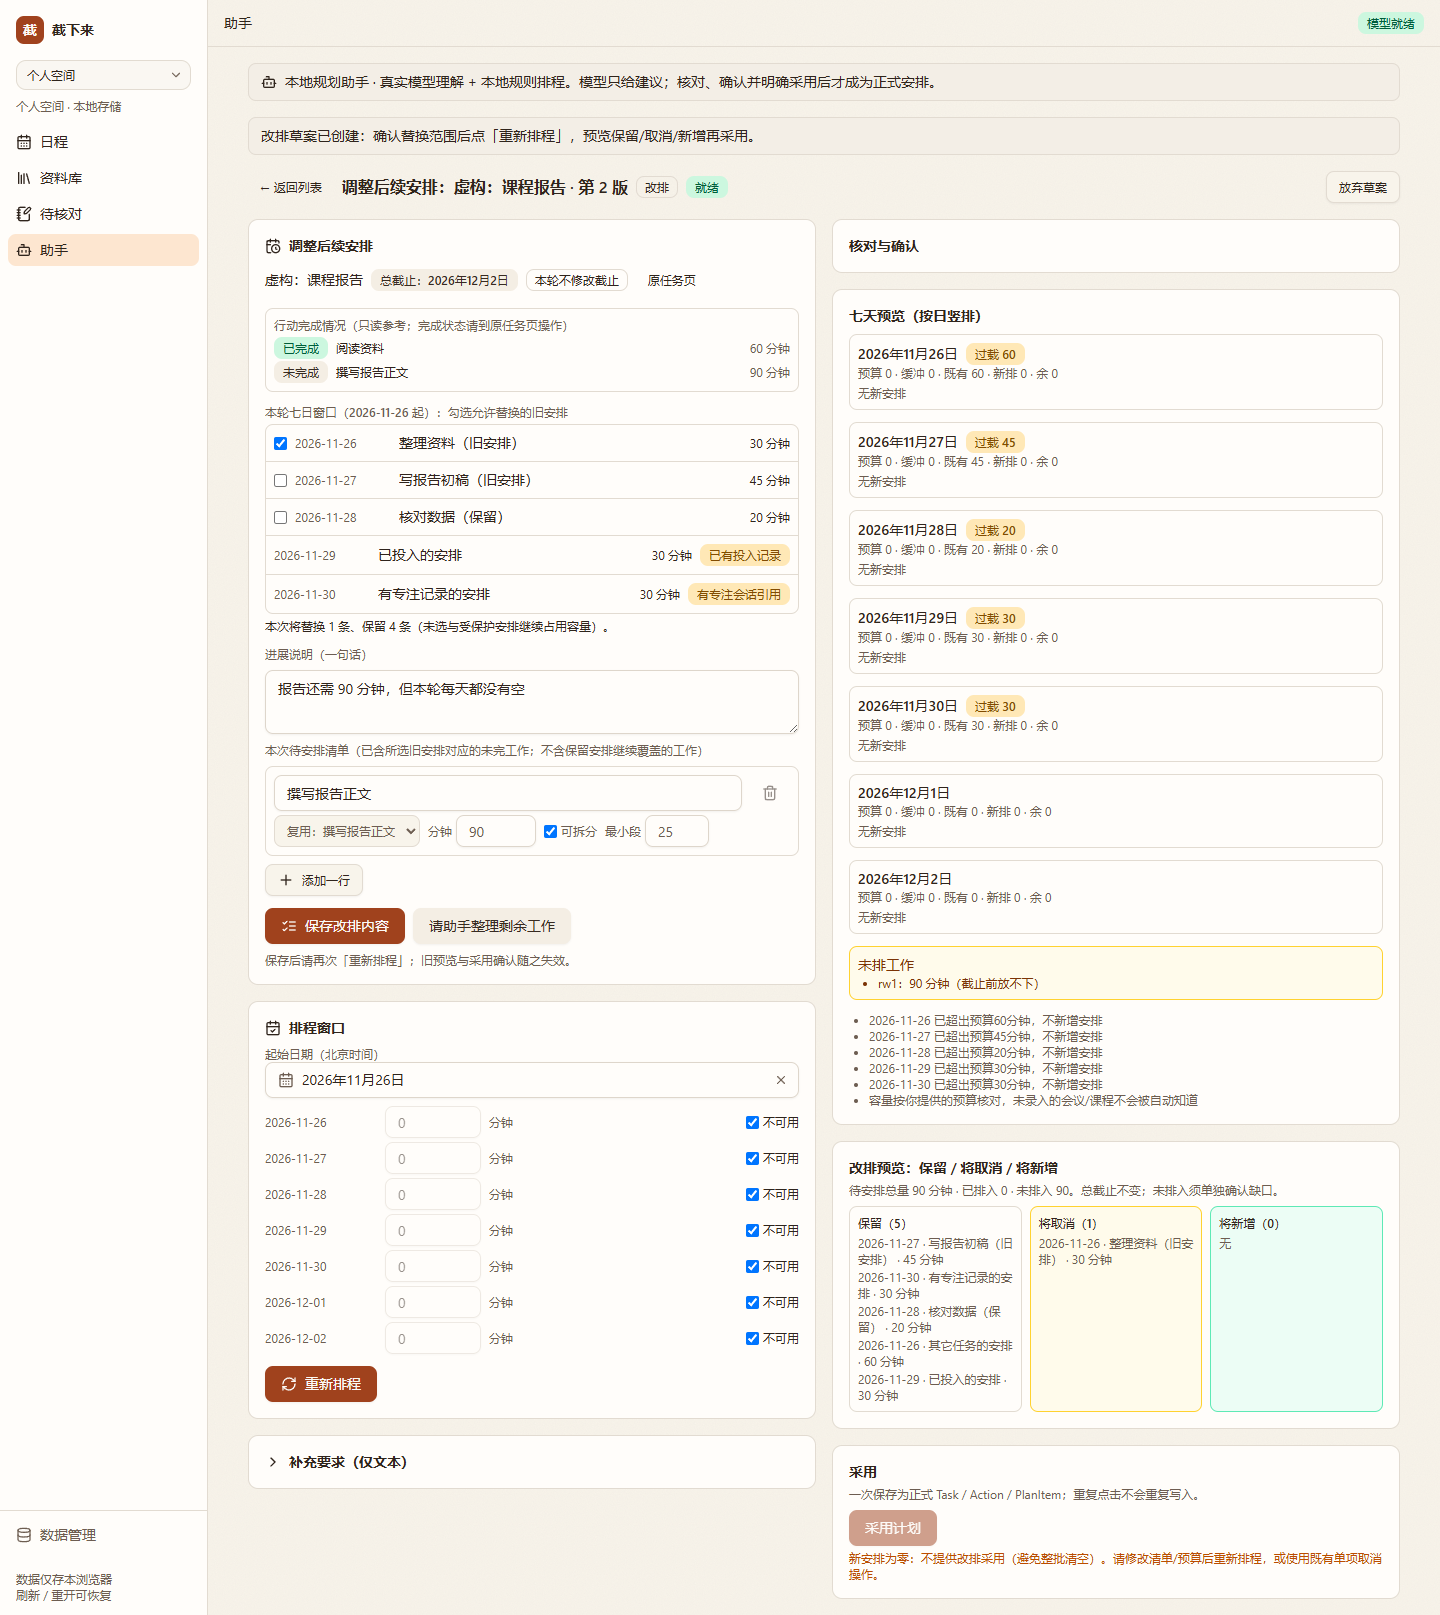 截 截下来
个人空间
个人空间 · 本地存储
日程
资料库
待核对
助手
数据管理
数据仅存本浏览器
刷新 / 重开可恢复
助手
模型就绪
本地规划助手 · 真实模型理解 + 本地规则排程。模型只给建议；核对、确认并明确采用后才成为正式安排。
改排草案已创建：确认替换范围后点「重新排程」，预览保留/取消/新增再采用。
← 返回列表 调整后续安排：虚构：课程报告 · 第 2 版 改排 就绪 放弃草案
调整后续安排
虚构：课程报告 总截止：2026年12月2日 本轮不修改截止 原任务页
行动完成情况（只读参考；完成状态请到原任务页操作）
已完成 阅读资料 60 分钟
未完成 撰写报告正文 90 分钟
本轮七日窗口（2026-11-26 起）：勾选允许替换的旧安排
2026-11-26 整理资料（旧安排） 30 分钟
2026-11-27 写报告初稿（旧安排） 45 分钟
2026-11-28 核对数据（保留） 20 分钟
2026-11-29 已投入的安排 30 分钟 已有投入记录
2026-11-30 有专注记录的安排 30 分钟 有专注会话引用
本次将替换 1 条、保留 4 条（未选与受保护安排继续占用容量）。
进展说明（一句话）
报告还需 90 分钟，但本轮每天都没有空
本次待安排清单（已含所选旧安排对应的未完工作；不含保留安排继续覆盖的工作）
撰写报告正文
复用：撰写报告正文 分钟 90 可拆分 最小段 25
添加一行
保存改排内容 请助手整理剩余工作
保存后请再次「重新排程」；旧预览与采用确认随之失效。
排程窗口
起始日期（北京时间）
2026年11月26日
2026-11-26 0 分钟 不可用
2026-11-27 0 分钟 不可用
2026-11-28 0 分钟 不可用
2026-11-29 0 分钟 不可用
2026-11-30 0 分钟 不可用
2026-12-01 0 分钟 不可用
2026-12-02 0 分钟 不可用
重新排程
补充要求（仅文本）
核对与确认
七天预览（按日竖排）
2026年11月26日 过载 60
预算 0 · 缓冲 0 · 既有 60 · 新排 0 · 余 0
无新安排
2026年11月27日 过载 45
预算 0 · 缓冲 0 · 既有 45 · 新排 0 · 余 0
无新安排
2026年11月28日 过载 20
预算 0 · 缓冲 0 · 既有 20 · 新排 0 · 余 0
无新安排
2026年11月29日 过载 30
预算 0 · 缓冲 0 · 既有 30 · 新排 0 · 余 0
无新安排
2026年11月30日 过载 30
预算 0 · 缓冲 0 · 既有 30 · 新排 0 · 余 0
无新安排
2026年12月1日
预算 0 · 缓冲 0 · 既有 0 · 新排 0 · 余 0
无新安排
2026年12月2日
预算 0 · 缓冲 0 · 既有 0 · 新排 0 · 余 0
无新安排
未排工作
• rw1：90 分钟（截止前放不下）
• 2026-11-26 已超出预算60分钟，不新增安排
• 2026-11-27 已超出预算45分钟，不新增安排
• 2026-11-28 已超出预算20分钟，不新增安排
• 2026-11-29 已超出预算30分钟，不新增安排
• 2026-11-30 已超出预算30分钟，不新增安排
• 容量按你提供的预算核对，未录入的会议/课程不会被自动知道
改排预览：保留 / 将取消 / 将新增
待安排总量 90 分钟 · 已排入 0 · 未排入 90。总截止不变；未排入须单独确认缺口。
保留（5）
2026-11-27 · 写报告初稿（旧
安排） · 45 分钟
2026-11-30 · 有专注记录的安
排 · 30 分钟
2026-11-28 · 核对数据（保
留） · 20 分钟
2026-11-26 · 其它任务的安排
· 60 分钟
2026-11-29 · 已投入的安排 ·
30 分钟
将取消（1）
2026-11-26 · 整理资料（旧安
排） · 30 分钟
将新增（0）
无
采用
一次保存为正式 Task / Action / PlanItem；重复点击不会重复写入。
采用计划
新安排为零：不提供改排采用（避免整批清空）。请修改清单/预算后重新排程，或使用既有单项取消
操作。